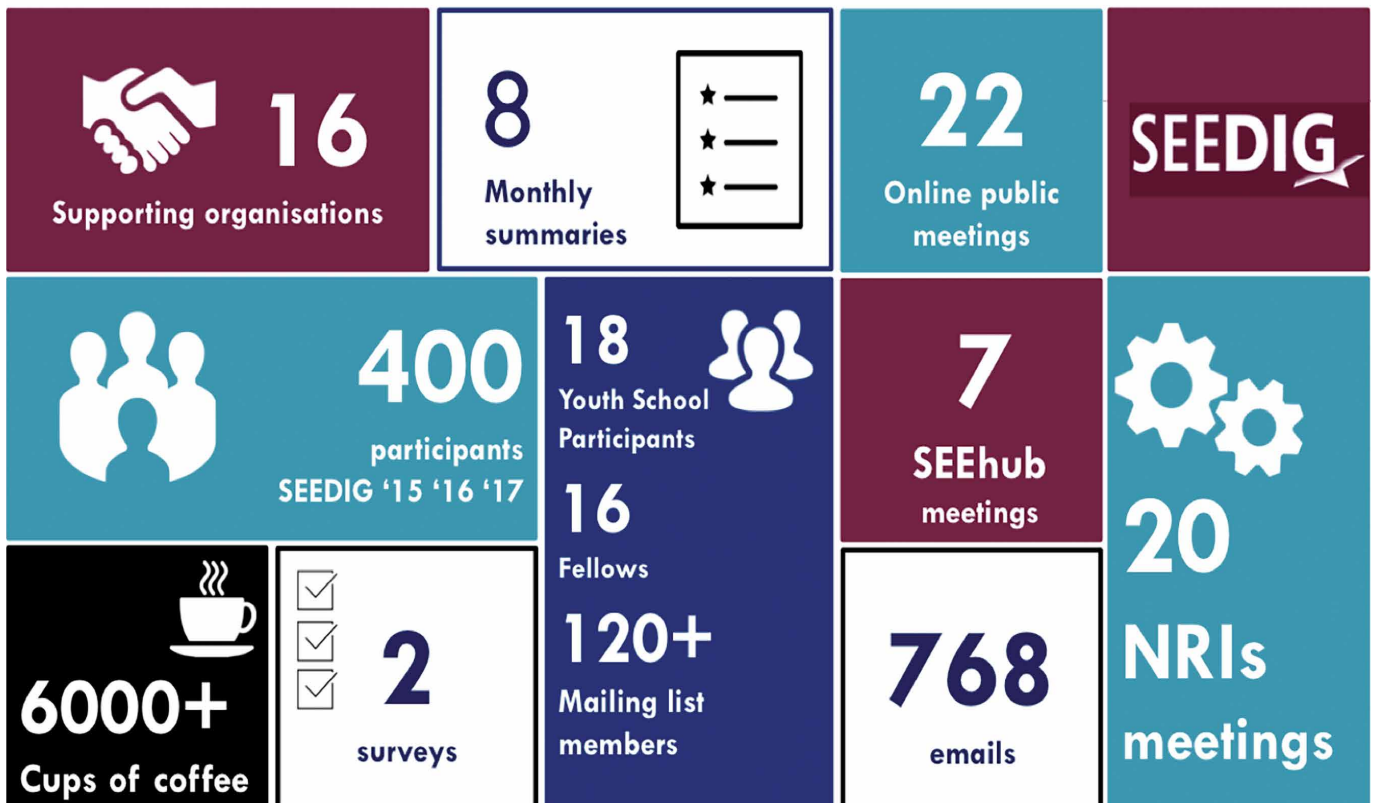 16
Supporting organisations
8
Monthly
summaries
22
Online public
meetings
SEEDIG
400
participants
SEEDIG ‘15 ‘16 ‘17
18
Youth School
Participants
16
Fellows
120+
Mailing list
members
7
SEEhub
meetings
20
NRIs
meetings
6000+
Cups of coffee
2
surveys
768
emails